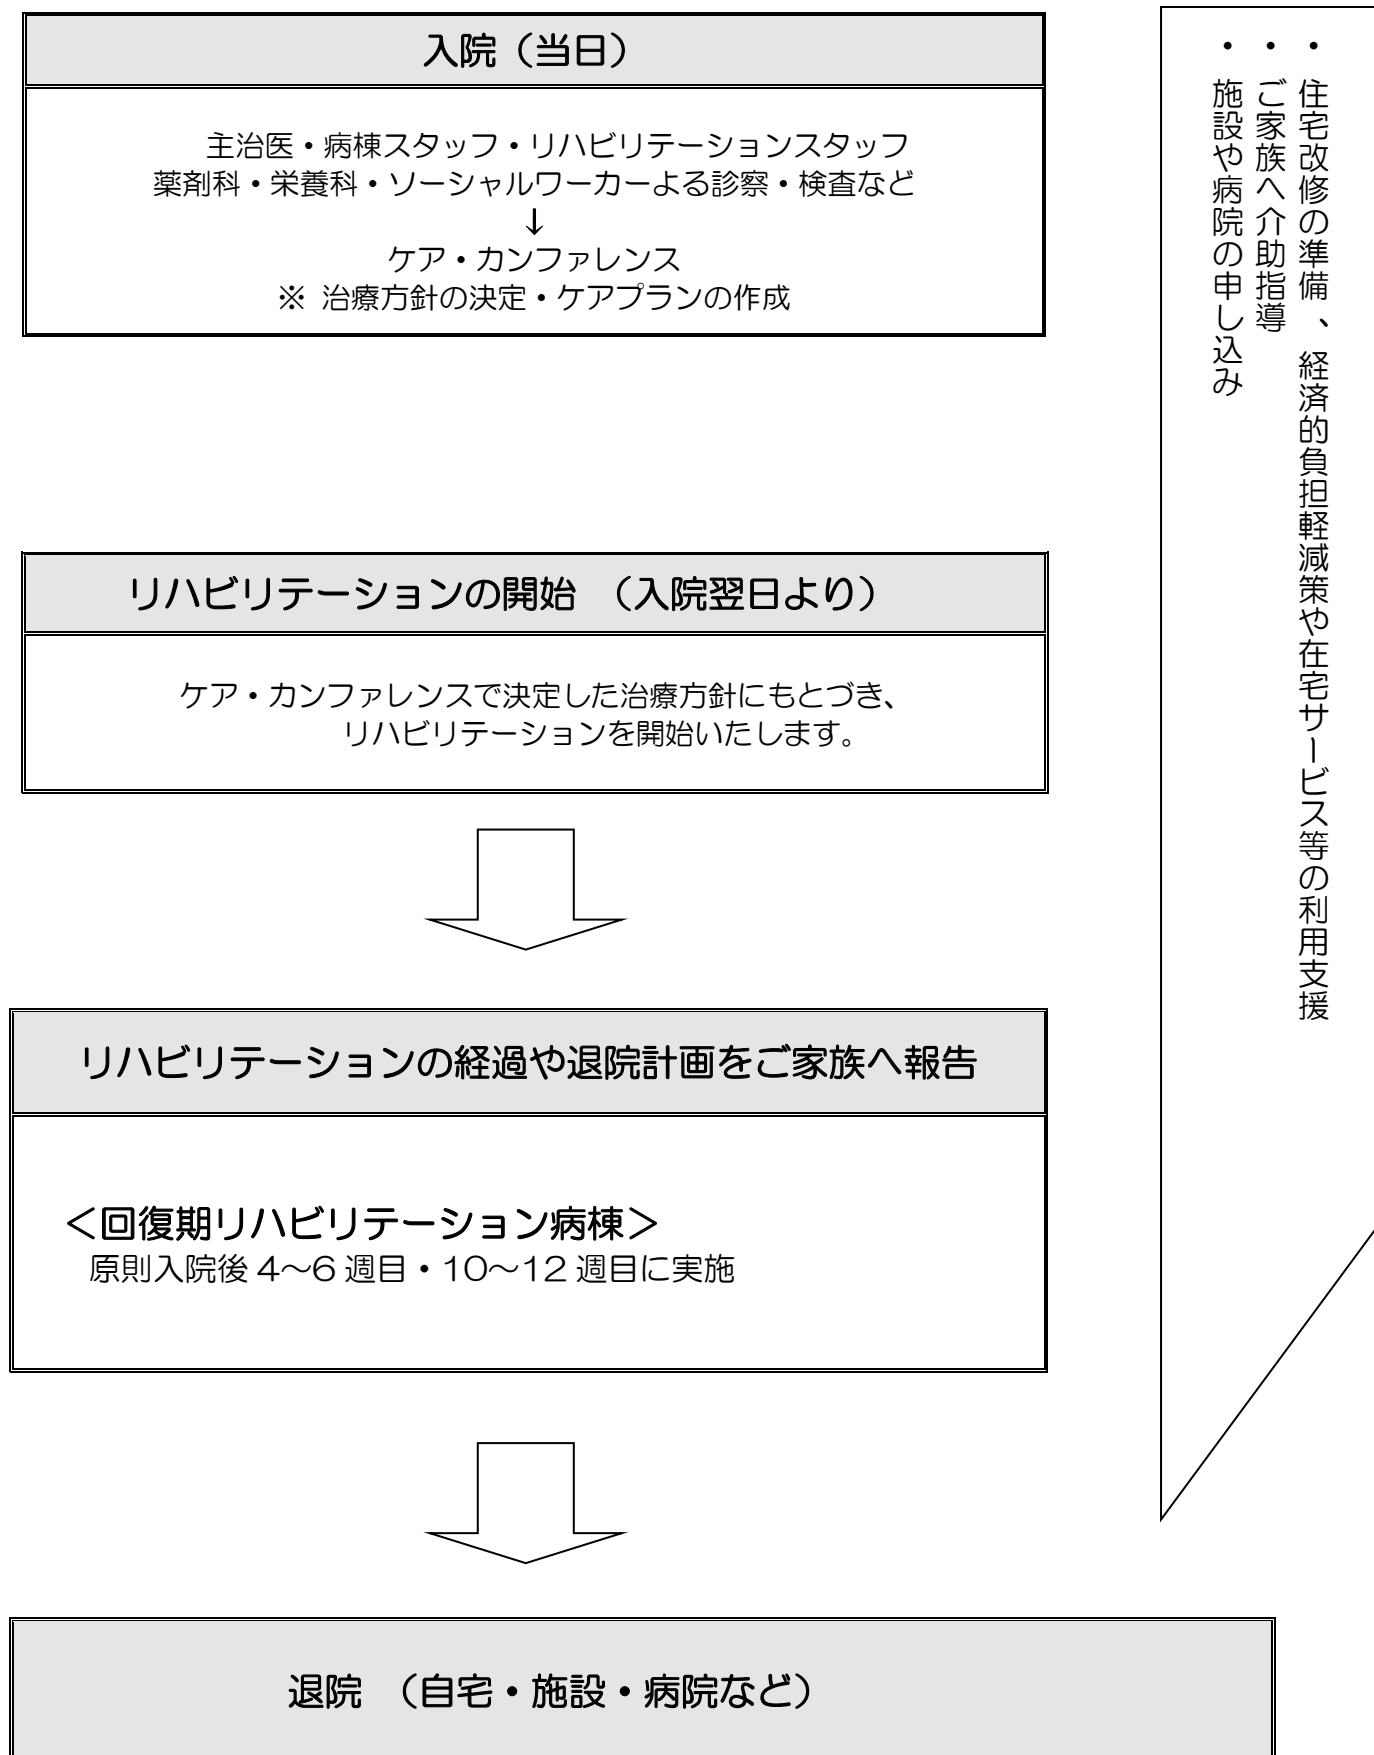 入院（当日）
主治医・病棟スタッフ・リハビリテーションスタッフ
薬剤科・栄養科・ソーシャルワーカーよる診察・検査など
↓
ケア・カンファレンス
※ 治療方針の決定・ケアプランの作成
リハビリテーションの開始 （入院翌日より）
ケア・カンファレンスで決定した治療方針にもとづき、
リハビリテーションを開始いたします。
リハビリテーションの経過や退院計画をご家族へ報告
＜回復期リハビリテーション病棟＞
原則入院後 4～6 週目・10～12 週目に実施
退院 （自宅・施設・病院など）
・住宅改修の準備、経済的負担軽減策や在宅サービス等の利用支援
・ご家族へ介助指導
・施設や病院の申し込み